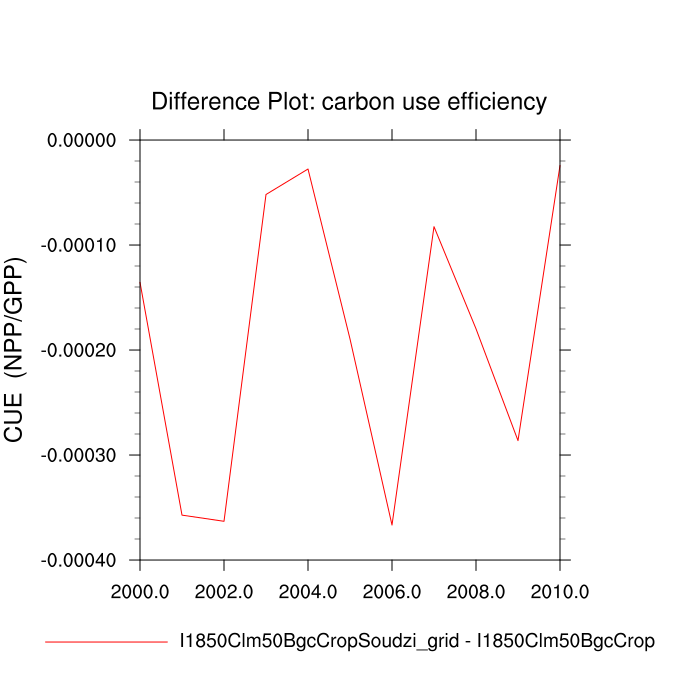 Difference Plot: carbon use efficiency
CUE (NPP/GPP)
0.00000
-0.00010
-0.00020
-0.00030
-0.00040
2000.0 2002.0 2004.0 2006.0 2008.0 2010.0
I1850Clm50BgcCropSoudzi_grid - I1850Clm50BgcCrop